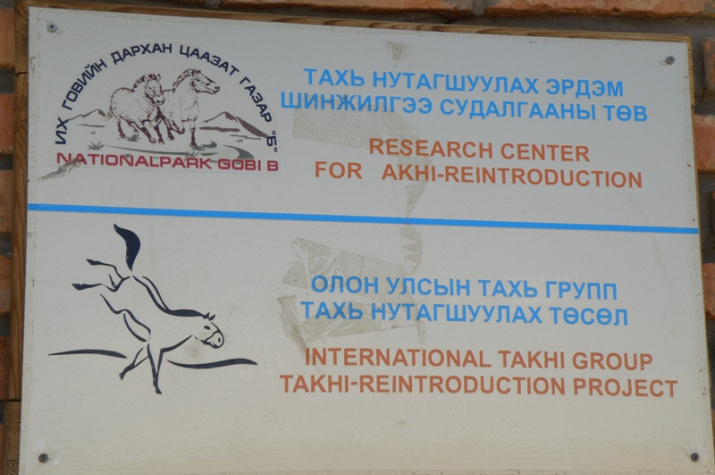 ИХ ГОВИЙН ДАРХАН ЦААЗАТ ГАЗАР "Б"
NATIONALPARK GOBI B
ТАХЬ НУТАГШУУЛАХ ЭРДЭМ
ШИНЖИЛГЭЭ СУДАЛГААНЫ ТӨВ
RESEARCH CENTER
FOR AKHI-REINTRODUCTION
ОЛОН УЛСЫН ТАХЬ ГРУПП
ТАХЬ НУТАГШУУЛАХ ТӨСӨЛ
INTERNATIONAL TAKHI GROUP
TAKHI-REINTRODUCTION PROJECT